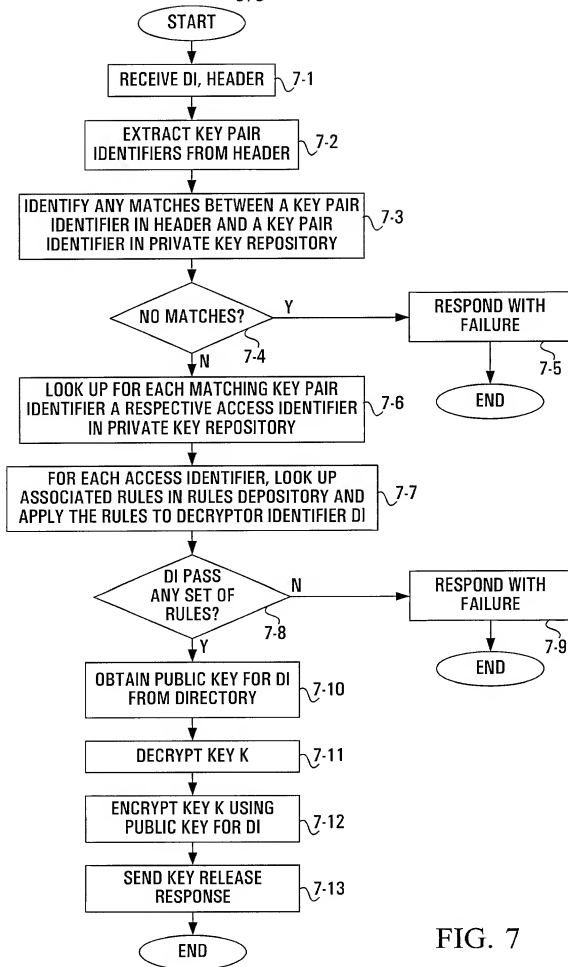 START
RECEIVE DI, HEADER
7-1
EXTRACT KEY PAIR
IDENTIFIERS FROM HEADER
7-2
IDENTIFY ANY MATCHES BETWEEN A KEY PAIR
IDENTIFIER IN HEADER AND A KEY PAIR
IDENTIFIER IN PRIVATE KEY REPOSITORY
7-3
NO MATCHES?
Y
7-4
N
RESPOND WITH
FAILURE
7-5
END
LOOK UP FOR EACH MATCHING KEY PAIR
IDENTIFIER A RESPECTIVE ACCESS IDENTIFIER
IN PRIVATE KEY REPOSITORY
7-6
FOR EACH ACCESS IDENTIFIER, LOOK UP
ASSOCIATED RULES IN RULES DEPOSITORY AND
APPLY THE RULES TO DECRYPTOR IDENTIFIER DI
7-7
DI PASS
ANY SET OF
RULES?
N
7-8
Y
RESPOND WITH
FAILURE
7-9
END
OBTAIN PUBLIC KEY FOR DI
FROM DIRECTORY
7-10
DECRYPT KEY K
7-11
ENCRYPT KEY K USING
PUBLIC KEY FOR DI
7-12
SEND KEY RELEASE
RESPONSE
7-13
END
FIG. 7